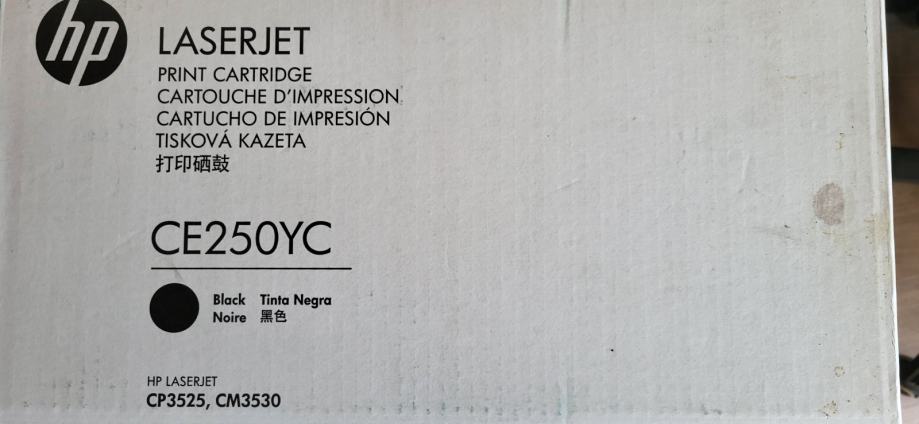 hp
LASERJET
PRINT CARTRIDGE
CARTOUCHE D'IMPRESSION
CARTUCHO DE IMPRESIÓN
TISKOVÁ KAZETA
打印硒鼓
CE250YC
Black Tinta Negra
Noire 黑色
HP LASERJET
CP3525, CM3530